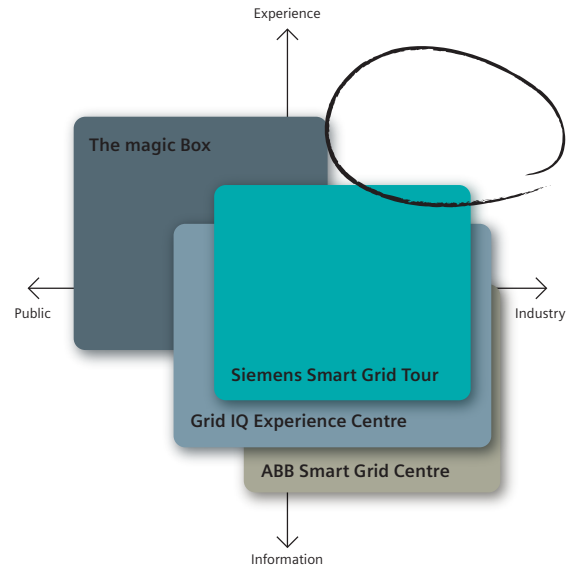 Experience
The magic Box
Public
Industry
Siemens Smart Grid Tour
Grid IQ Experience Centre
ABB Smart Grid Centre
Information